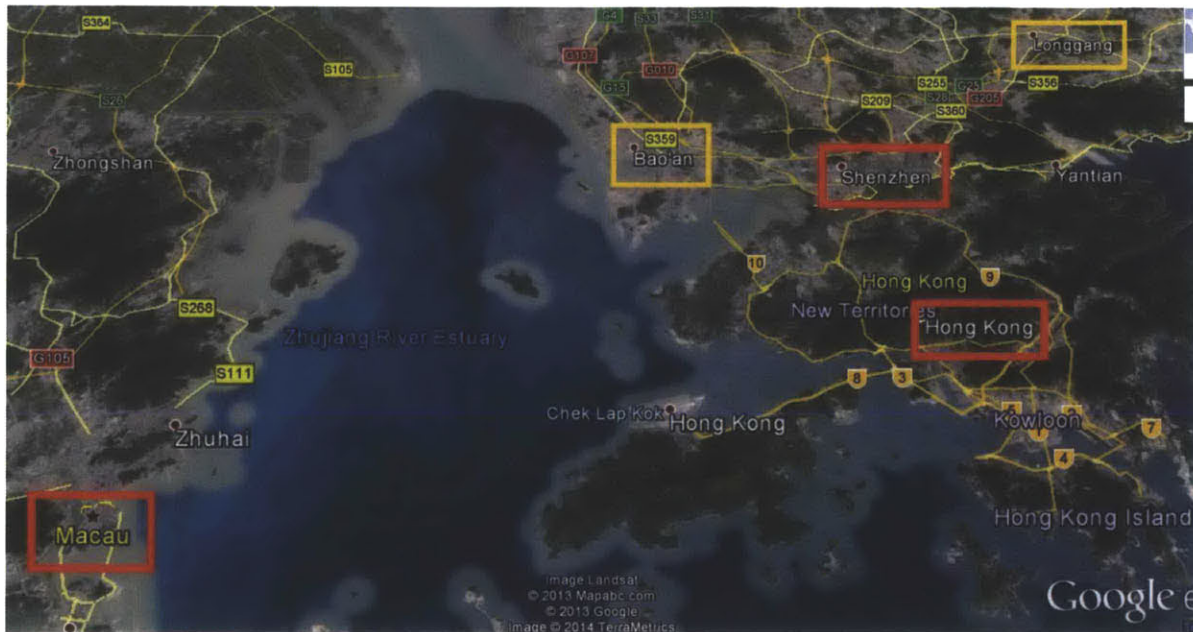 S364
S105
S26
Zhongshan
S268
G105
S111
Zhuhai
Macau
Zhujiang River Estuary
G4
S33
S31
G107
G010
G15
S359
Bao'an
S209
S255
S28
G25
G205
S360
S356
Longgang
Shenzhen
Yantian
10
9
Hong Kong
New Territories
Hong Kong
8
3
Chek Lap Kok
Hong Kong
Kowloon
7
4
Hong Kong Island
Image Landsat
© 2013 Mapabc.com
© 2013 Google
Image © 2014 TerraMetrics
Google e